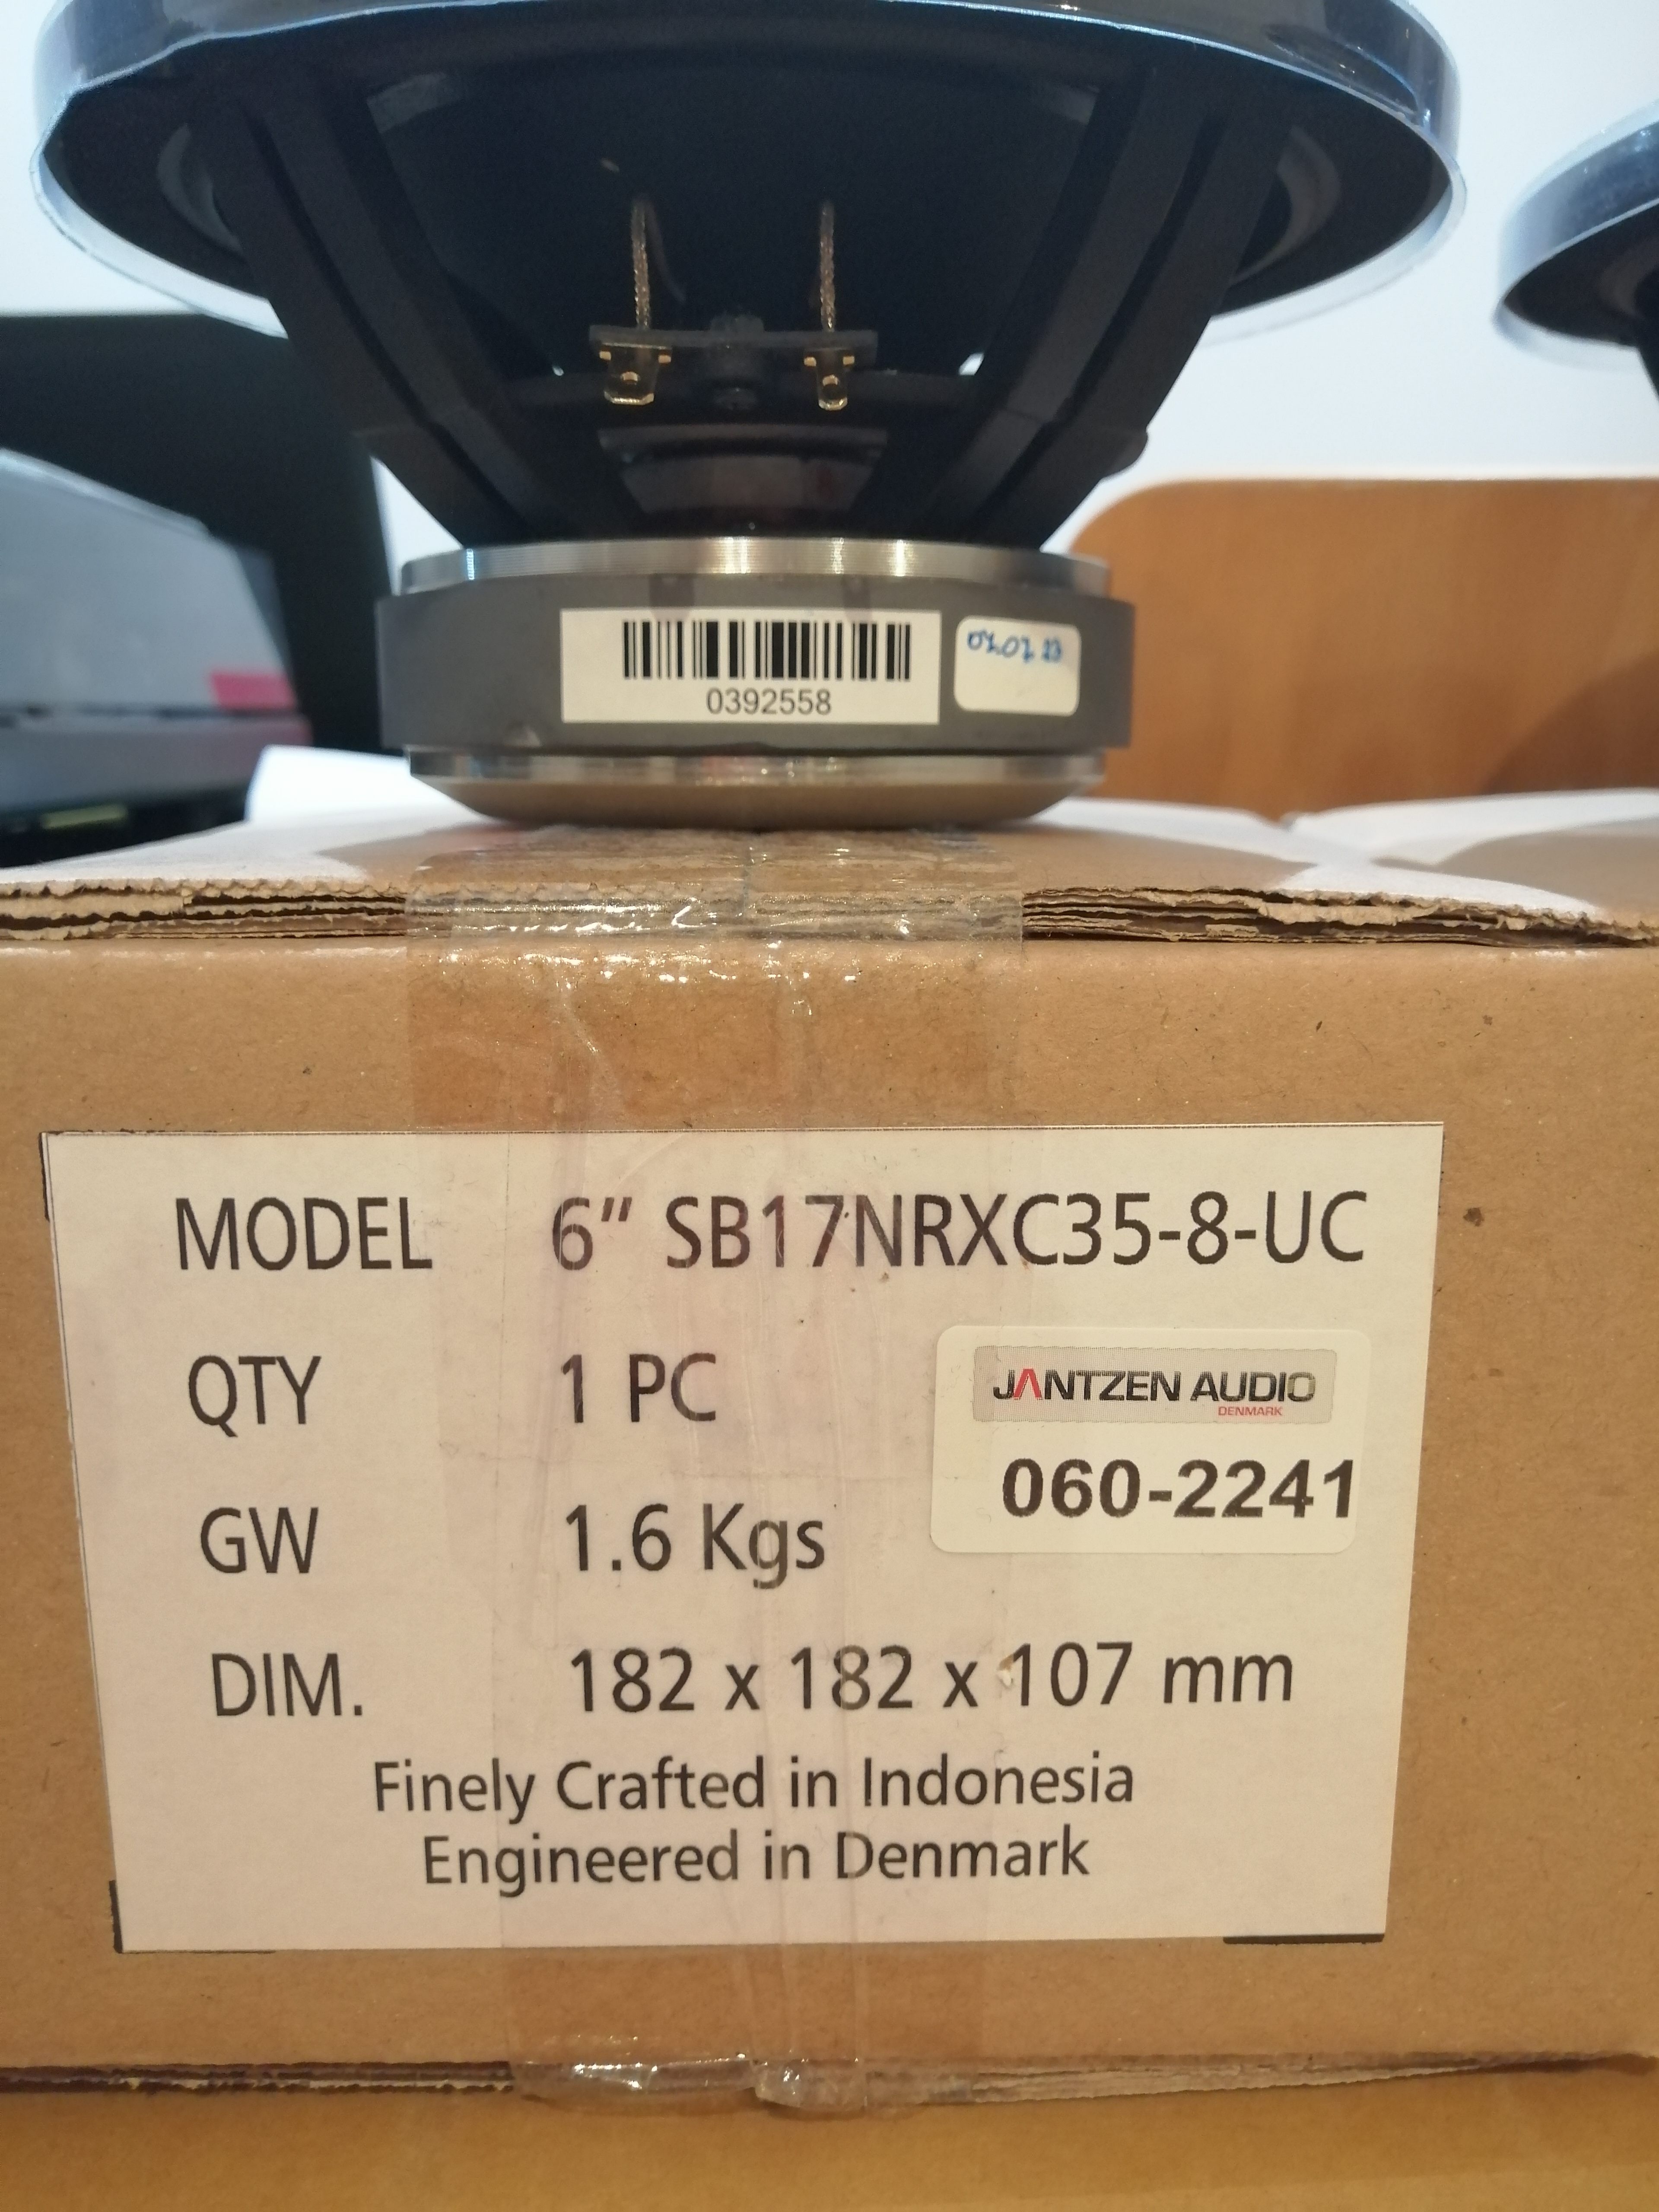 0392558
MODEL 6" SB17NRXC35-8-UC
QTY 1 PC
JANTZEN AUDIO
DENMARK
060-2241
GW 1.6 Kgs
DIM. 182 x 182 x 107 mm
Finely Crafted in Indonesia
Engineered in Denmark